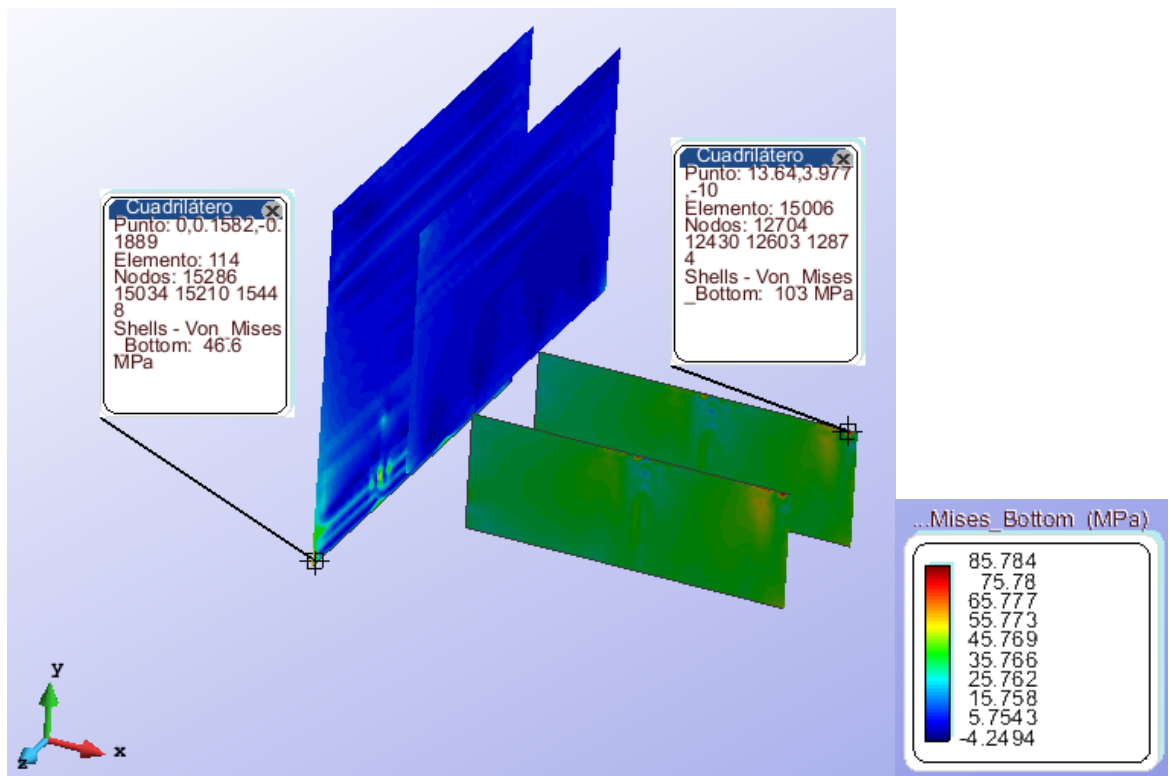 Cuadrilátero
Punto: 0,0.1582,-0.
1889
Elemento: 114
Nodos: 15286
15034 15210 1544
8
Shells - Von_Mises
_Bottom: 46.6
MPa
Cuadrilátero
Punto: 13.64,3.977
,-10
Elemento: 15006
Nodos: 12704
12430 12603 1287
4
Shells - Von_Mises
_Bottom: 103 MPa
y
x
z
...Mises_Bottom (MPa)
85.784
75.78
65.777
55.773
45.769
35.766
25.762
15.758
5.7543
-4.2494